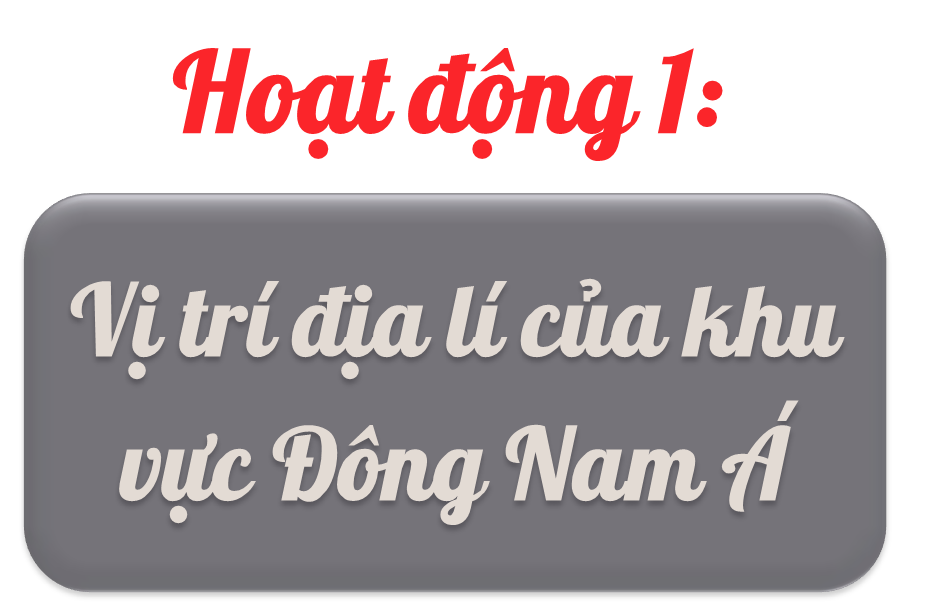 Hoạt động 1:
Vị trí địa lí của khu
vực Đông Nam Á